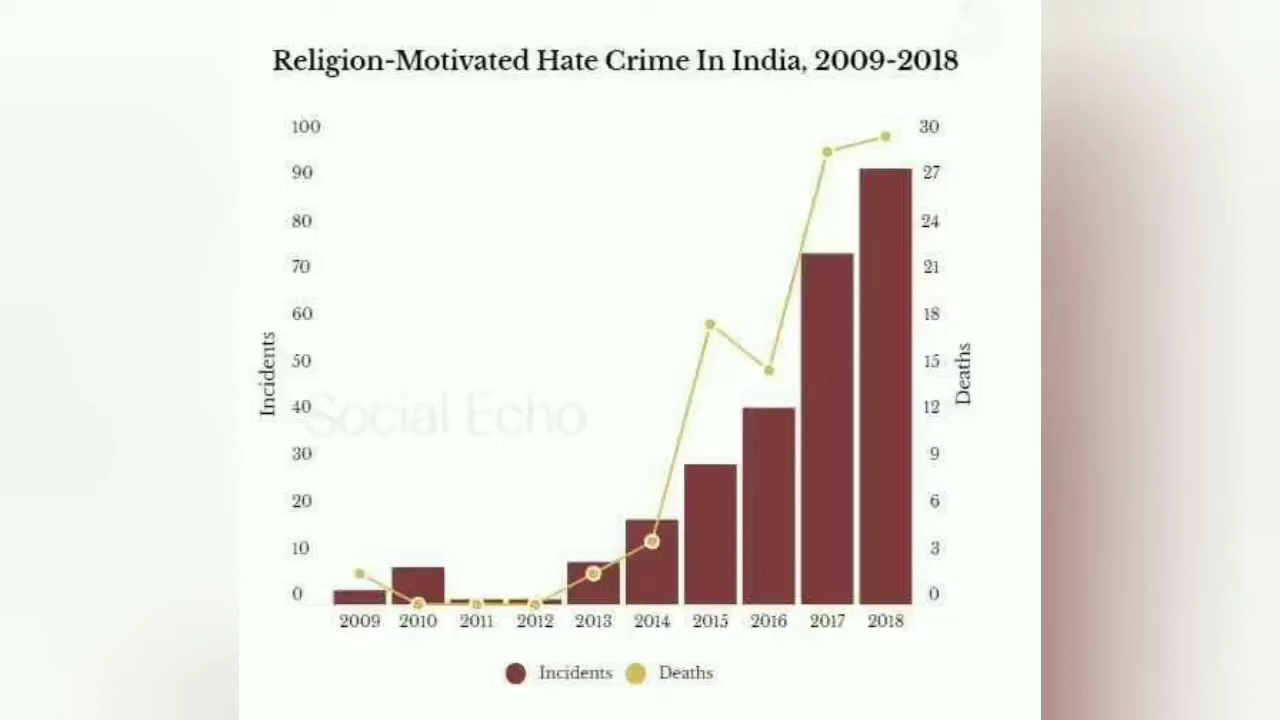 Religion-Motivated Hate Crime In India, 2009-2018
100 30
90 27
80 24
70 21
60 18
50 15
40 12
30 9
20 6
10 3
0 0
Incidents
Deaths
Social Echo
2009 2010 2011 2012 2013 2014 2015 2016 2017 2018
Incidents Deaths